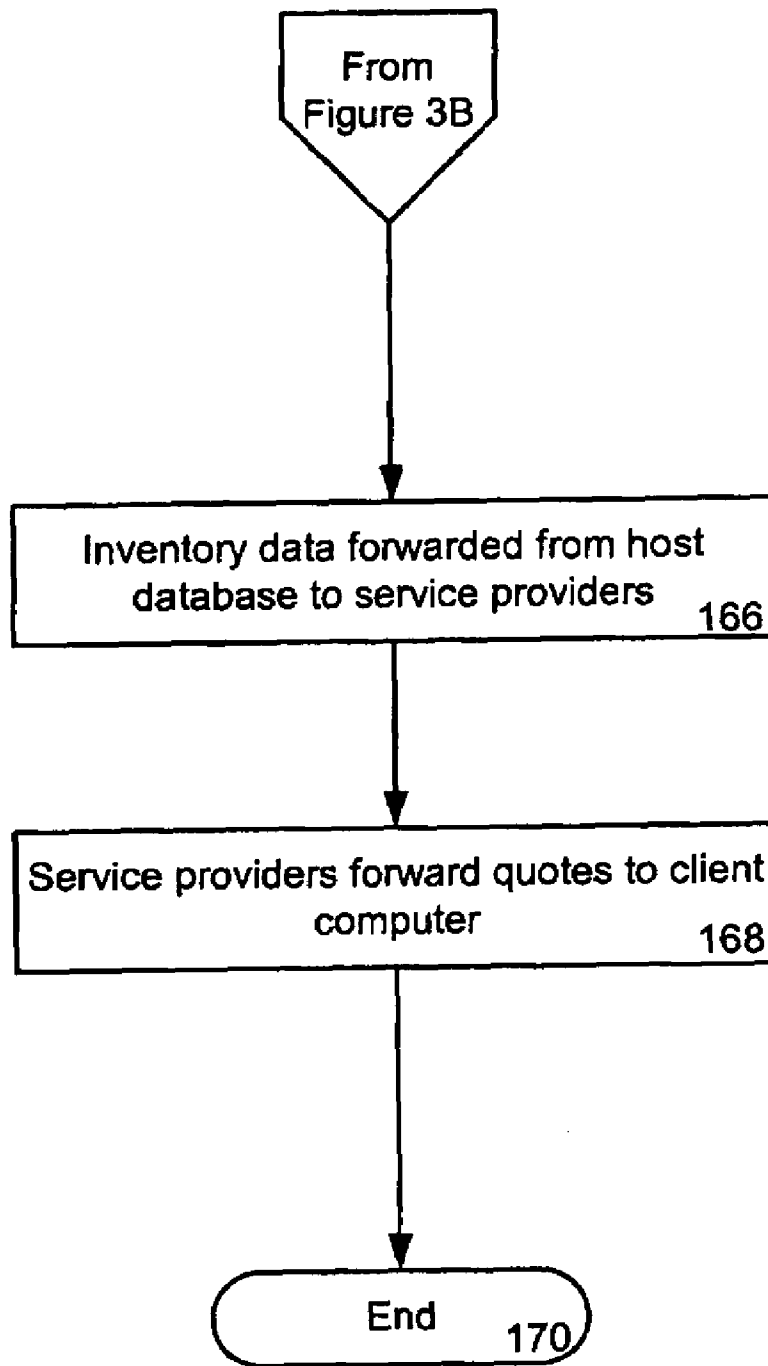 From
Figure 3B
Inventory data forwarded from host
database to service providers
166
Service providers forward quotes to client
computer
168
End
170